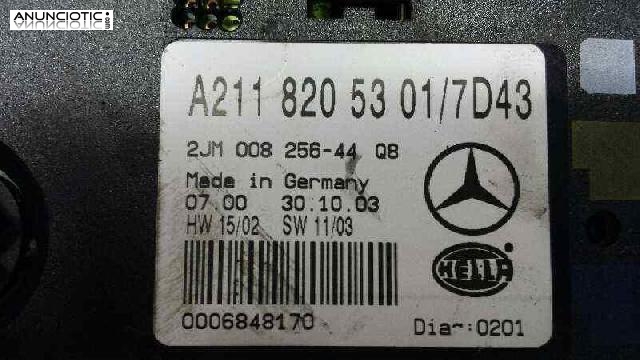 ANUNCIOTIC.com
A211 820 53 01/7D43
2JM 008 256-44 Q8
Made in Germany
07.00 30.10.03
HW 15/02 SW 11/03
HELLA
0006848170 Dia-:0201